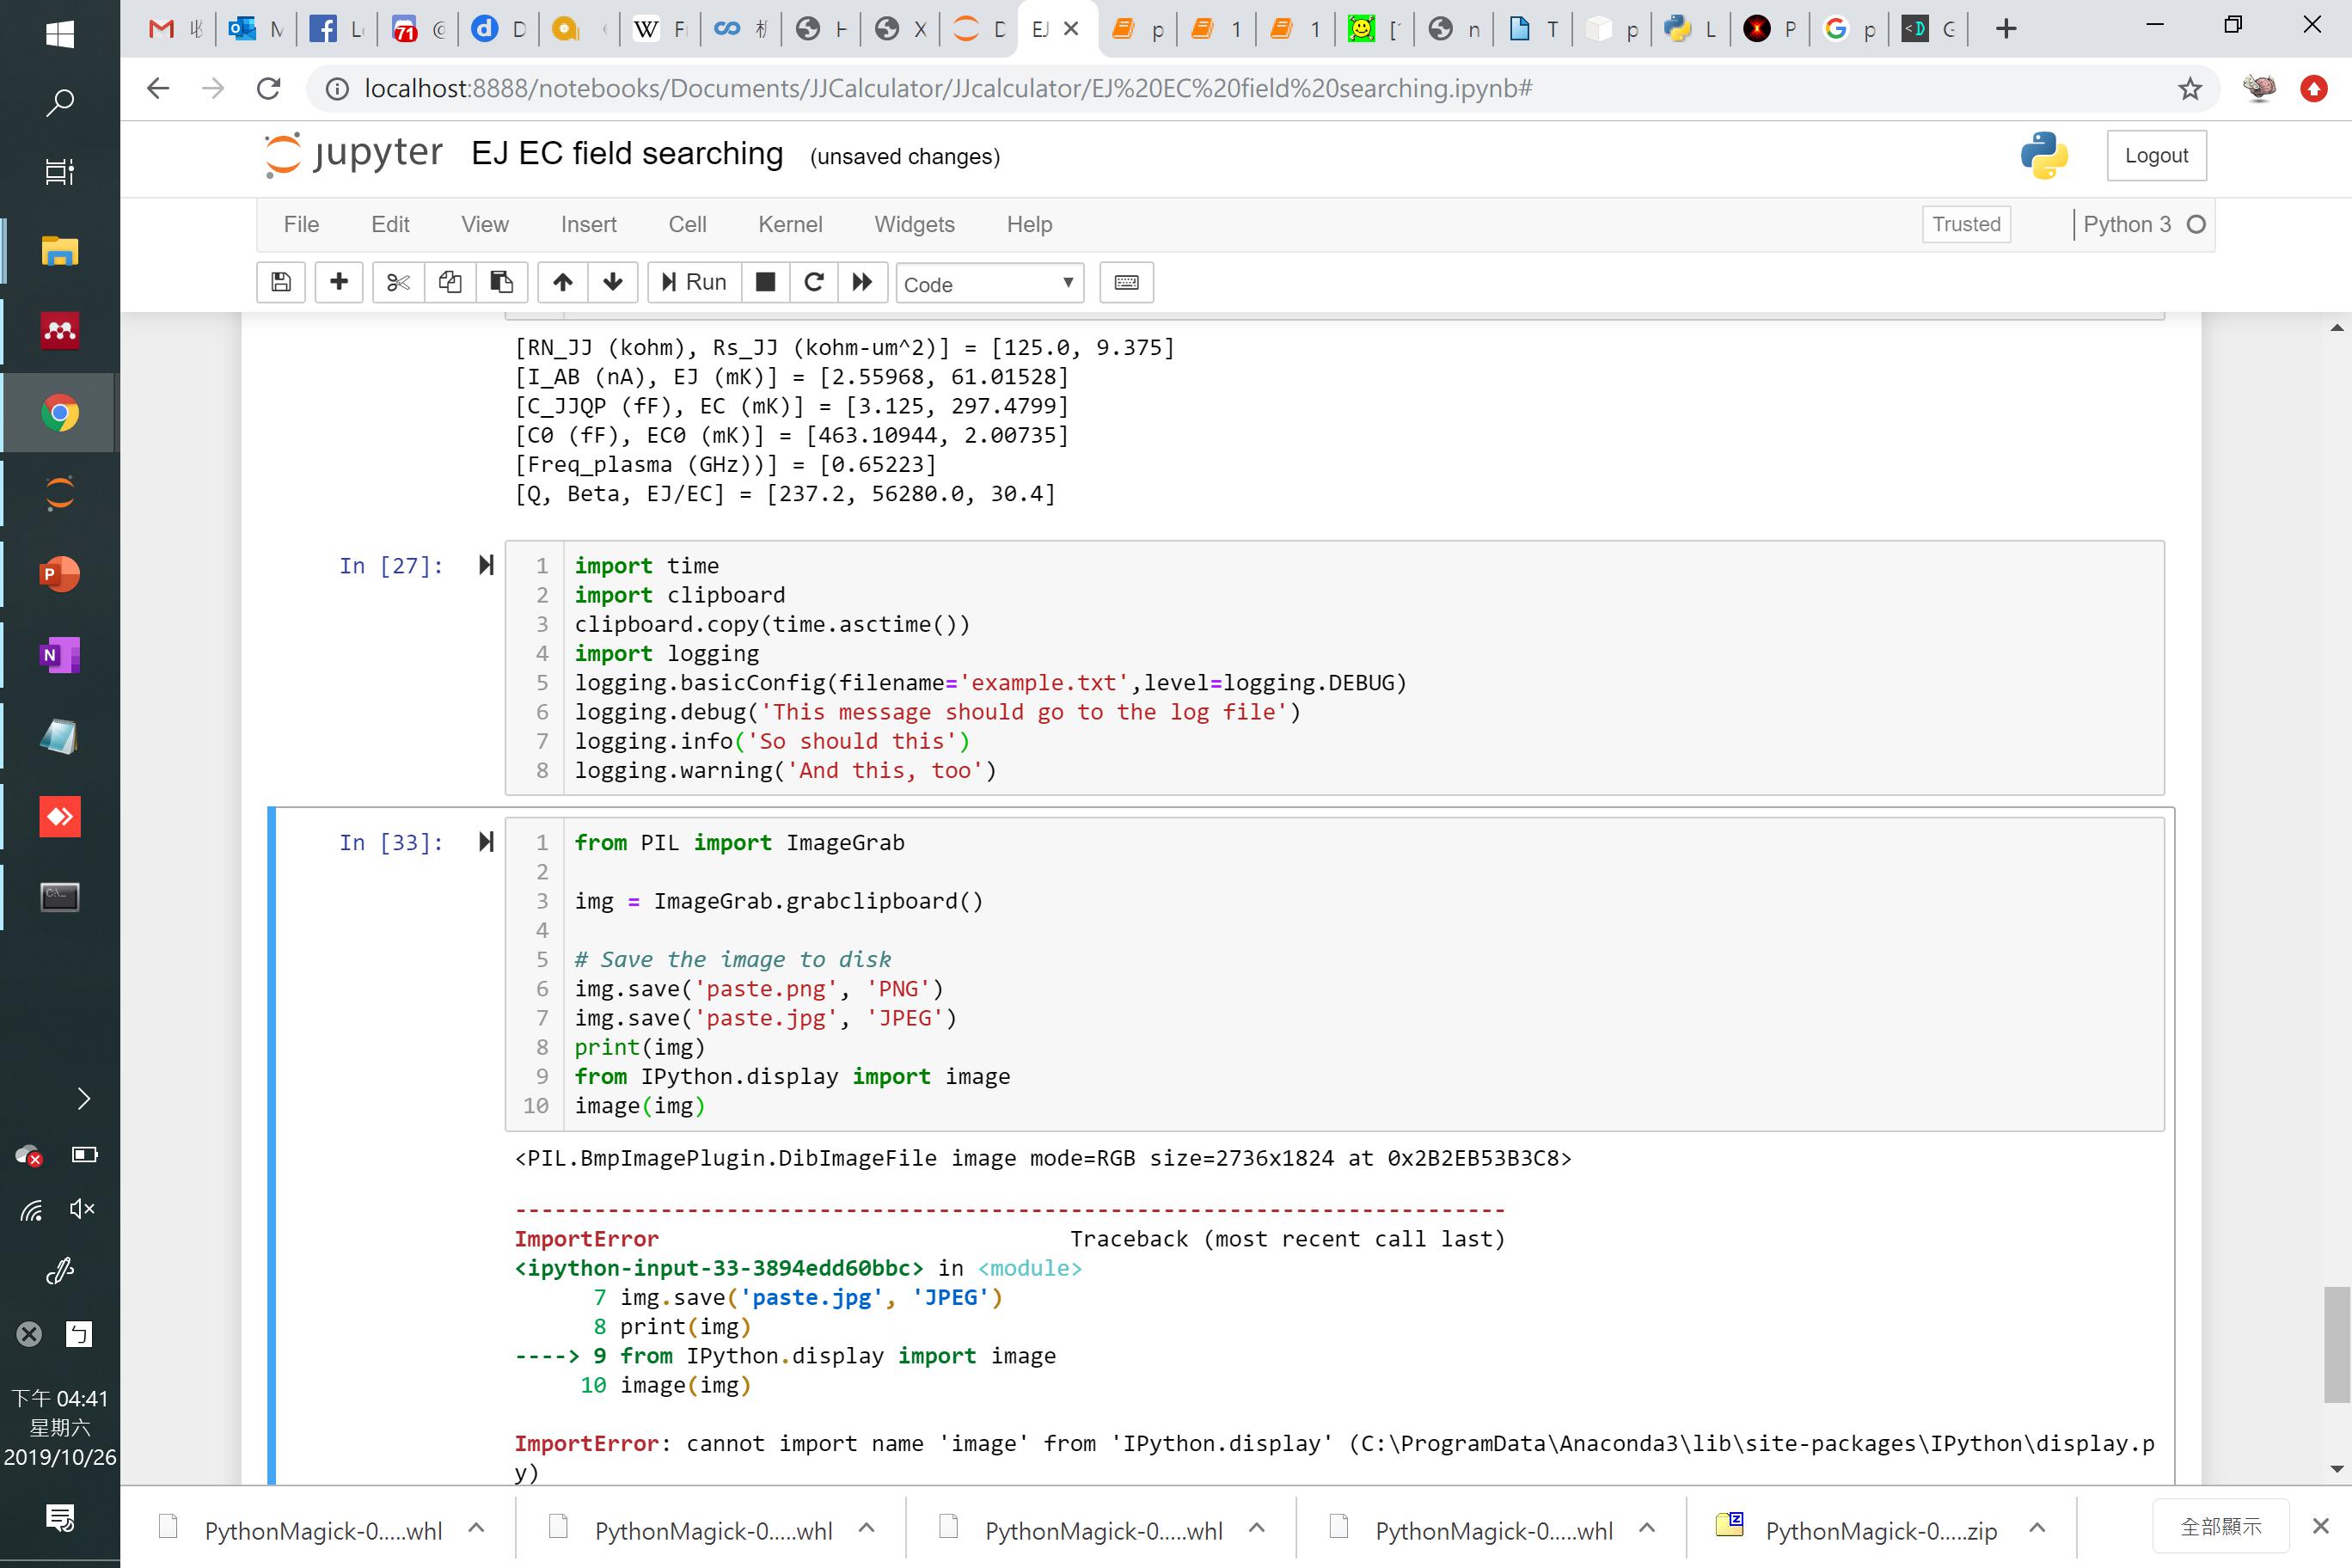 71
localhost:8888/notebooks/Documents/JJCalculator/JJcalculator/EJ%20EC%20field%20searching.ipynb#
jupyter EJ EC field searching (unsaved changes)
Logout
File Edit View Insert Cell Kernel Widgets Help Trusted Python 3
Run Code
[RN_JJ (kohm), Rs_JJ (kohm-um^2)] = [125.0, 9.375]
[I_AB (nA), EJ (mK)] = [2.55968, 61.01528]
[C_JJQP (fF), EC (mK)] = [3.125, 297.4799]
[C0 (fF), EC0 (mK)] = [463.10944, 2.00735]
[Freq_plasma (GHz))] = [0.65223]
[Q, Beta, EJ/EC] = [237.2, 56280.0, 30.4]
In [27]:
1 import time
2 import clipboard
3 clipboard.copy(time.asctime())
4 import logging
5 logging.basicConfig(filename='example.txt',level=logging.DEBUG)
6 logging.debug('This message should go to the log file')
7 logging.info('So should this')
8 logging.warning('And this, too')
In [33]:
1 from PIL import ImageGrab
2
3 img = ImageGrab.grabclipboard()
4
5 # Save the image to disk
6 img.save('paste.png', 'PNG')
7 img.save('paste.jpg', 'JPEG')
8 print(img)
9 from IPython.display import image
10 image(img)
<PIL.BmpImagePlugin.DibImageFile image mode=RGB size=2736x1824 at 0x2B2EB53B3C8>
---------------------------------------------------------------------------
ImportError Traceback (most recent call last)
<ipython-input-33-3894edd60bbc> in <module>
7 img.save('paste.jpg', 'JPEG')
8 print(img)
----> 9 from IPython.display import image
10 image(img)
ImportError: cannot import name 'image' from 'IPython.display' (C:\ProgramData\Anaconda3\lib\site-packages\IPython\display.p
y)
PythonMagick-0.....whl
PythonMagick-0.....whl
PythonMagick-0.....whl
PythonMagick-0.....whl
PythonMagick-0.....zip
全部顯示
ㄅ
下午 04:41
星期六
2019/10/26